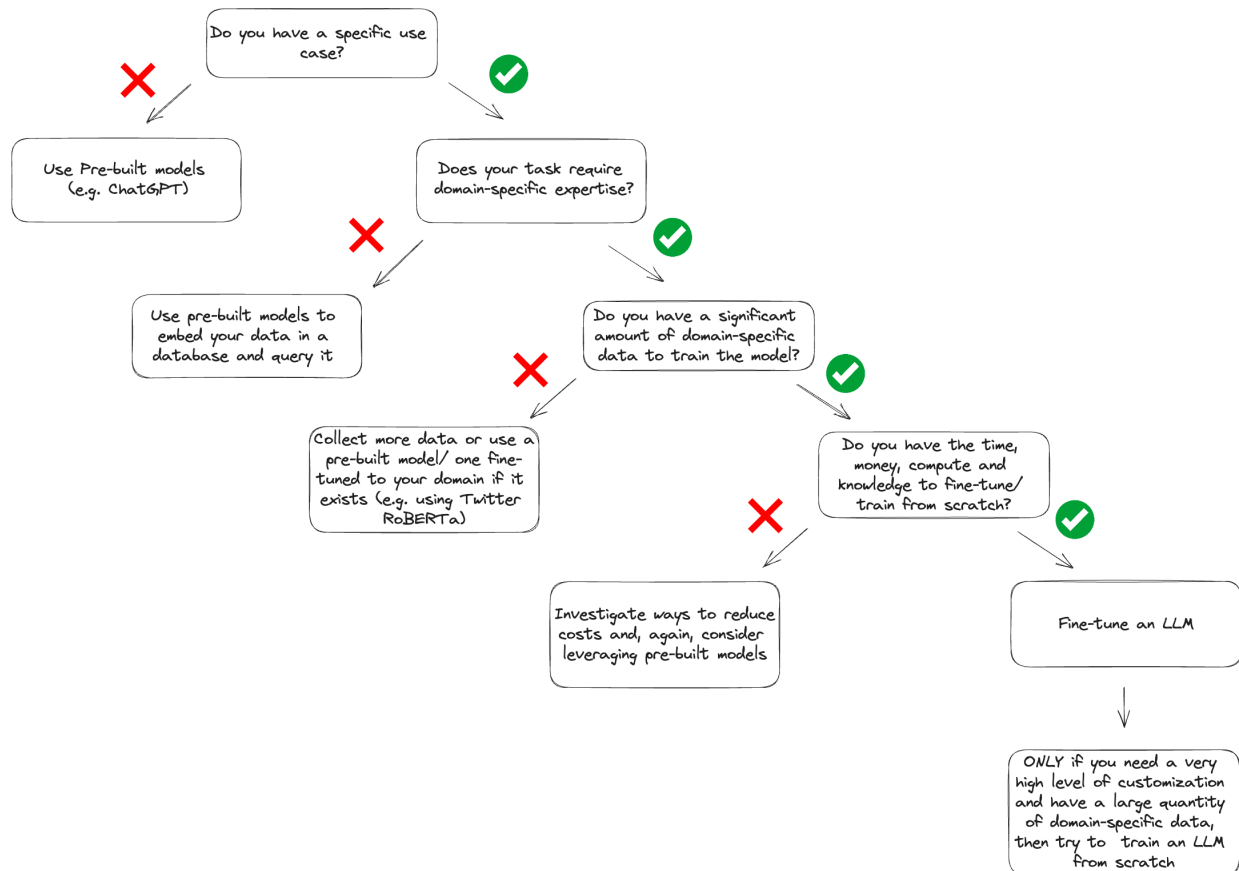 Do you have a specific use
case?
Use Pre-built models
(e.g. ChatGPT)
Does your task require
domain-specific expertise?
Use pre-built models to
embed your data in a
database and query it
Do you have a significant
amount of domain-specific
data to train the model?
Collect more data or use a
pre-built model/ one fine-
tuned to your domain if it
exists (e.g. using Twitter
RoBERTa)
Do you have the time,
money, compute and
knowledge to fine-tune/
train from scratch?
Investigate ways to reduce
costs and, again, consider
leveraging pre-built models
Fine-tune an LLM
ONLY if you need a very
high level of customization
and have a large quantity
of domain-specific data,
then try to train an LLM
from scratch